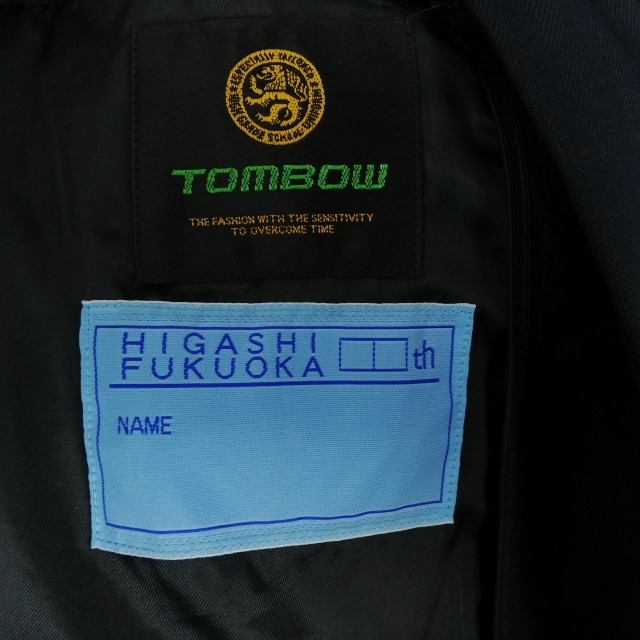 TOMBOW
THE FASHION WITH THE SENSITIVITY
TO OVERCOME TIME
HIGASHI
FUKUOKA th
NAME